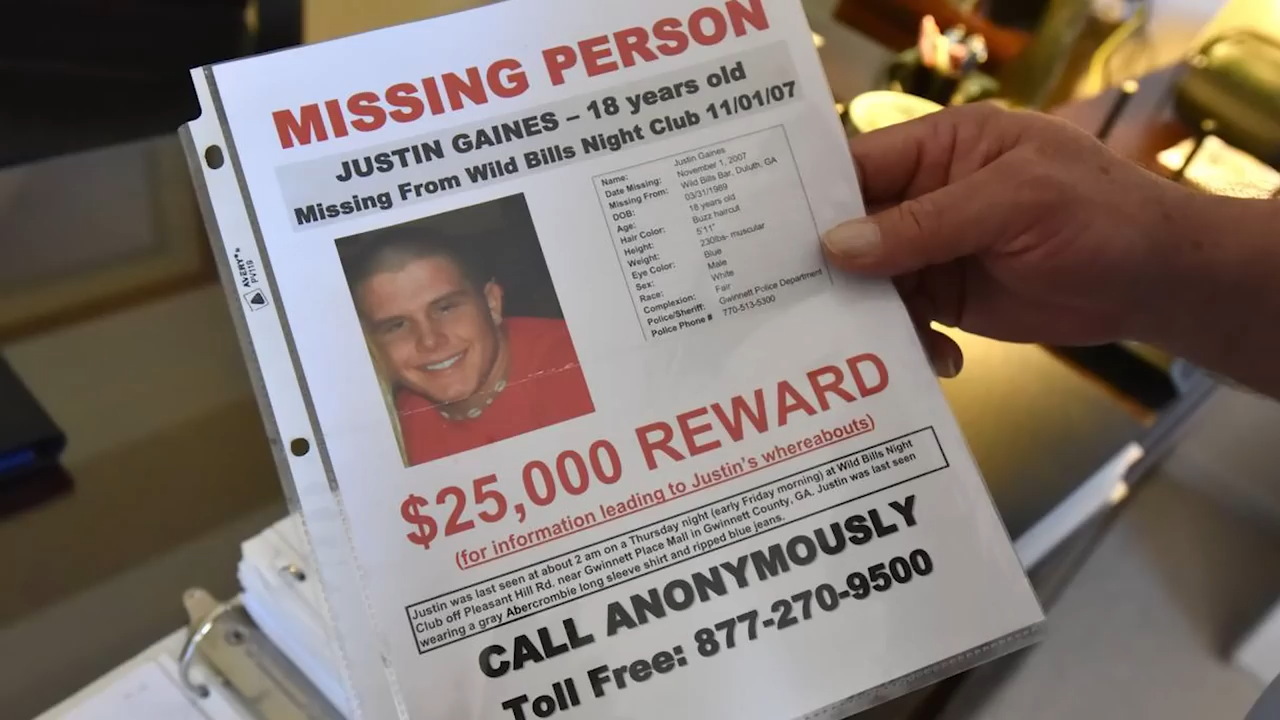 MISSING PERSON
JUSTIN GAINES – 18 years old
Missing From Wild Bills Night Club 11/01/07
Name: Justin Gaines
Date Missing: November 1, 2007
Missing From: Wild Bills Bar, Duluth, GA
DOB: 03/31/1989
Age: 18 years old
Hair Color: Buzz haircut
Height: 5'11"
Weight: 230lbs- muscular
Eye Color: Blue
Sex: Male
Race: White
Complexion: Fair
Police/Sheriff: Gwinnett Police Department
Police Phone # 770-513-5300
AVERY®
PV119
$25,000 REWARD
(for information leading to Justin's whereabouts)
Justin was last seen at about 2 am on a Thursday night (early Friday morning) at Wild Bills Night
Club off Pleasant Hill Rd. near Gwinnett Place Mall in Gwinnett County, GA. Justin was last seen
wearing a gray Abercrombie long sleeve shirt and ripped blue jeans.
CALL ANONYMOUSLY
Toll Free: 877-270-9500